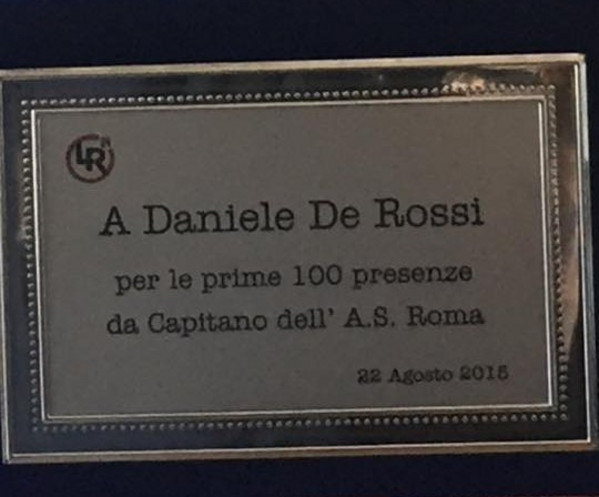 LR
A Daniele De Rossi
per le prime 100 presenze
da Capitano dell' A.S. Roma
22 Agosto 2015